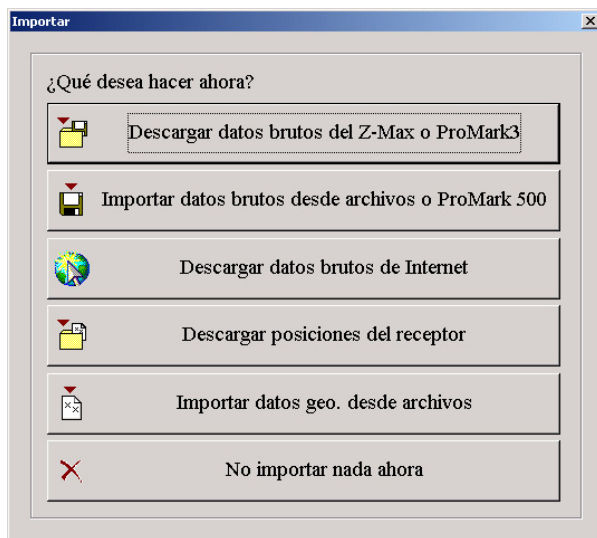 Importar
¿Qué desea hacer ahora?
Descargar datos brutos del Z-Max o ProMark3
Importar datos brutos desde archivos o ProMark 500
Descargar datos brutos de Internet
Descargar posiciones del receptor
Importar datos geo. desde archivos
No importar nada ahora